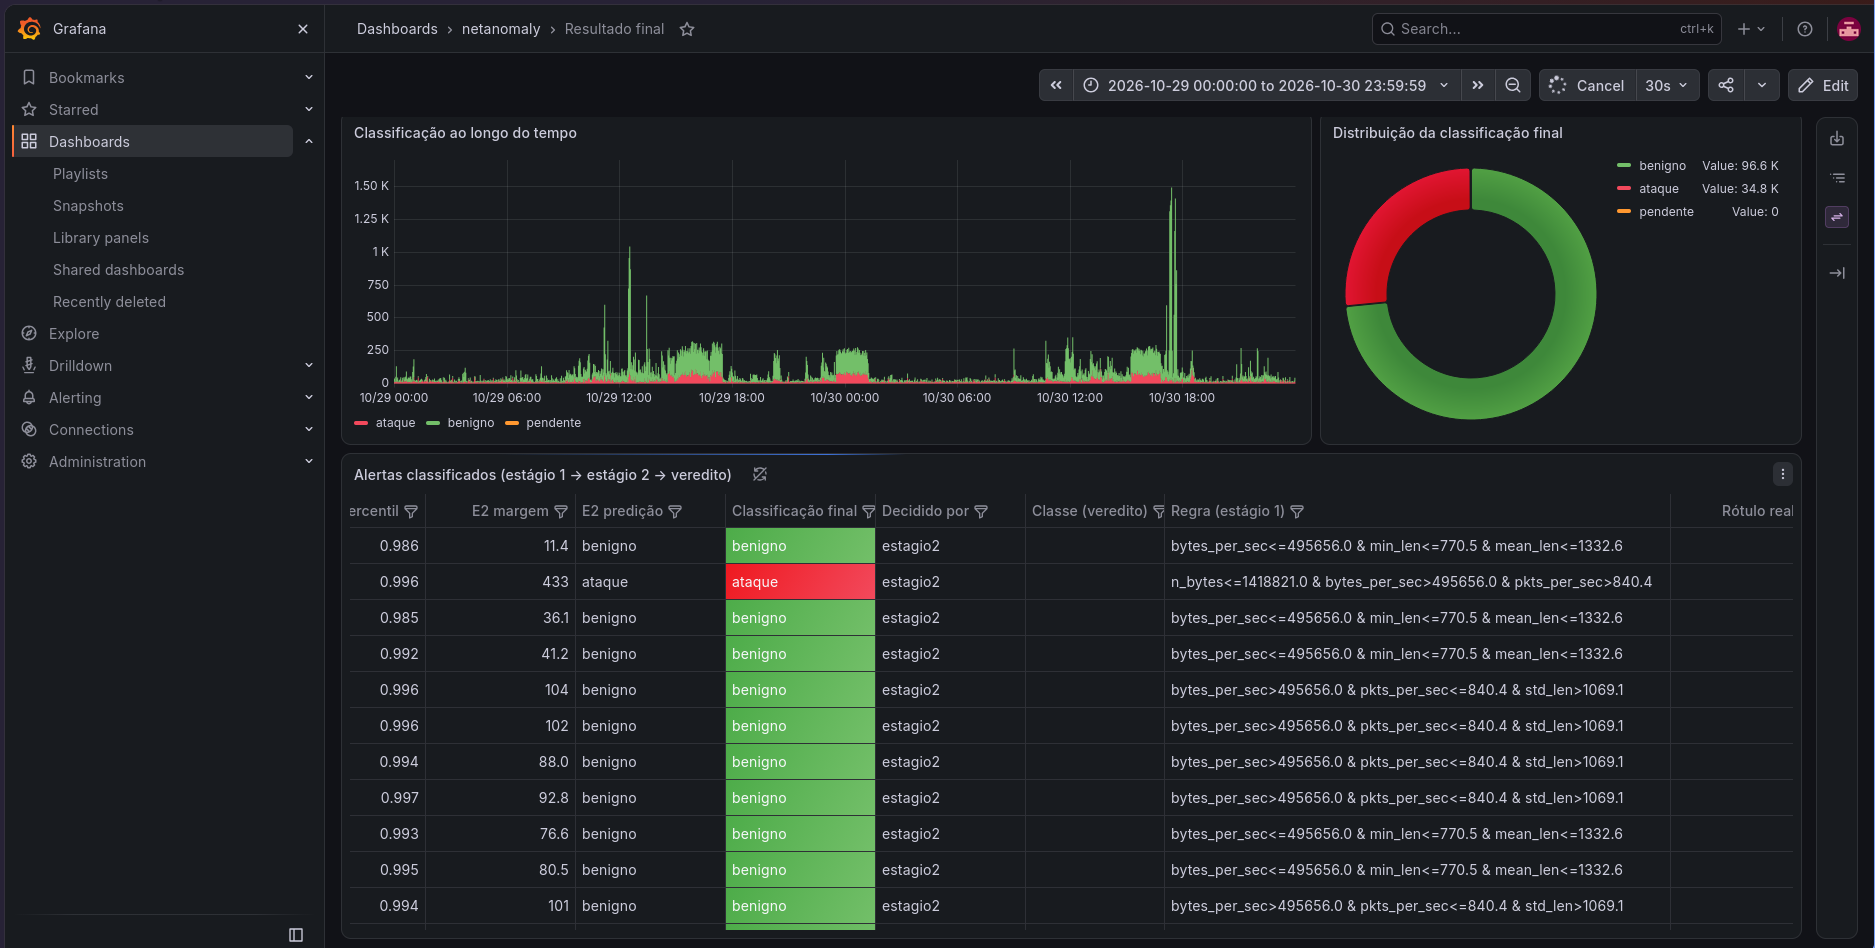 Grafana
Dashboards › netanomaly › Resultado final
Search... ctrl+k
Bookmarks
Starred
Dashboards
Playlists
Snapshots
Library panels
Shared dashboards
Recently deleted
Explore
Drilldown
Alerting
Connections
Administration
2026-10-29 00:00:00 to 2026-10-30 23:59:59
Cancel 30s
Edit
Classificação ao longo do tempo
1.50 K
1.25 K
1 K
750
500
250
0
10/29 00:00 10/29 06:00 10/29 12:00 10/29 18:00 10/30 00:00 10/30 06:00 10/30 12:00 10/30 18:00
ataque benigno pendente
Distribuição da classificação final
benigno Value: 96.6 K
ataque Value: 34.8 K
pendente Value: 0
Alertas classificados (estágio 1 → estágio 2 → veredito)
ercentil E2 margem E2 predição Classificação final Decidido por Classe (veredito) Regra (estágio 1) Rótulo real
0.986 11.4 benigno benigno estagio2 bytes_per_sec<=495656.0 & min_len<=770.5 & mean_len<=1332.6
0.996 433 ataque ataque estagio2 n_bytes<=1418821.0 & bytes_per_sec>495656.0 & pkts_per_sec>840.4
0.985 36.1 benigno benigno estagio2 bytes_per_sec<=495656.0 & min_len<=770.5 & mean_len<=1332.6
0.992 41.2 benigno benigno estagio2 bytes_per_sec<=495656.0 & min_len<=770.5 & mean_len<=1332.6
0.996 104 benigno benigno estagio2 bytes_per_sec>495656.0 & pkts_per_sec<=840.4 & std_len>1069.1
0.996 102 benigno benigno estagio2 bytes_per_sec>495656.0 & pkts_per_sec<=840.4 & std_len>1069.1
0.994 88.0 benigno benigno estagio2 bytes_per_sec>495656.0 & pkts_per_sec<=840.4 & std_len>1069.1
0.997 92.8 benigno benigno estagio2 bytes_per_sec>495656.0 & pkts_per_sec<=840.4 & std_len>1069.1
0.993 76.6 benigno benigno estagio2 bytes_per_sec<=495656.0 & min_len<=770.5 & mean_len<=1332.6
0.995 80.5 benigno benigno estagio2 bytes_per_sec<=495656.0 & min_len<=770.5 & mean_len<=1332.6
0.994 101 benigno benigno estagio2 bytes_per_sec>495656.0 & pkts_per_sec<=840.4 & std_len>1069.1